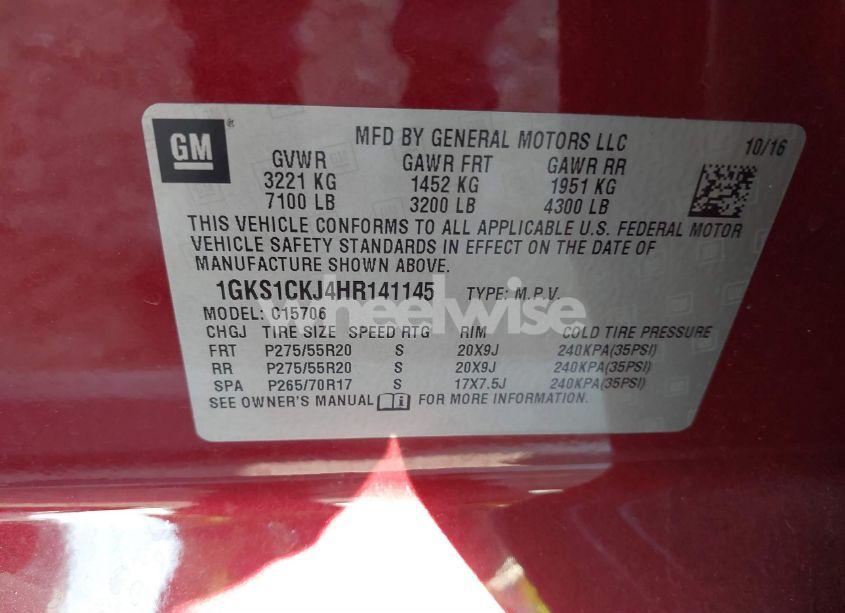 GM ®
MFD BY GENERAL MOTORS LLC 10/16
GVWR GAWR FRT GAWR RR
3221 KG 1452 KG 1951 KG
7100 LB 3200 LB 4300 LB
THIS VEHICLE CONFORMS TO ALL APPLICABLE U.S. FEDERAL MOTOR
VEHICLE SAFETY STANDARDS IN EFFECT ON THE DATE OF
MANUFACTURE SHOWN ABOVE.
1GKS1CKJ4HR141145 TYPE: M.P.V.
wheelwise
MODEL: C15706
CHGJ TIRE SIZE SPEED RTG RIM COLD TIRE PRESSURE
FRT P275/55R20 S 20X9J 240KPA(35PSI)
RR P275/55R20 S 20X9J 240KPA(35PSI)
SPA P265/70R17 S 17X7.5J 240KPA(35PSI)
SEE OWNER'S MANUAL i FOR MORE INFORMATION.